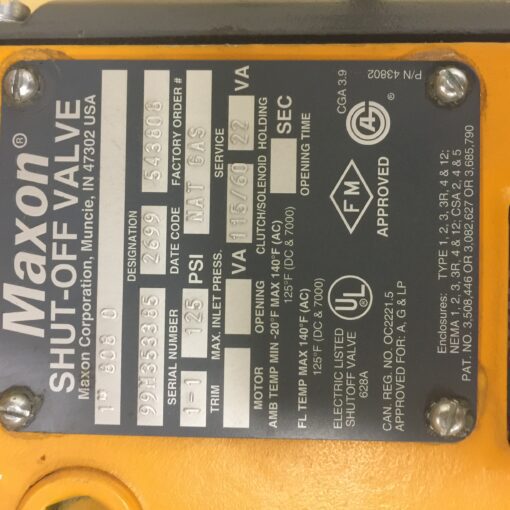 Maxon®
SHUT-OFF VALVE
Maxon Corporation, Muncie, IN 47302 USA
1" 808 O
DESIGNATION
99H353385 2699 543808
SERIAL NUMBER DATE CODE FACTORY ORDER #
1-1 125 PSI NAT GAS
TRIM MAX. INLET PRESS. SERVICE
VA 115/60 22 VA
MOTOR OPENING CLUTCH/SOLENOID HOLDING
AMB TEMP MIN -20°F MAX 140°F (AC) SEC
125°F (DC & 7000) OPENING TIME
FL TEMP MAX 140°F (AC)
125°F (DC & 7000)
FM
APPROVED
CGA 3.9
UL
ELECTRIC LISTED
SHUTOFF VALVE
628A
CAN. REG. NO. OC2221.5
APPROVED FOR: A, G & LP
Enclosures: TYPE 1, 2, 3, 3R, 4 & 12;
NEMA 1, 2, 3, 3R, 4 & 12; CSA 2, 4 & 5
PAT. NO. 3,508,446 OR 3,082,627 OR 3,685,790
P/N 43802